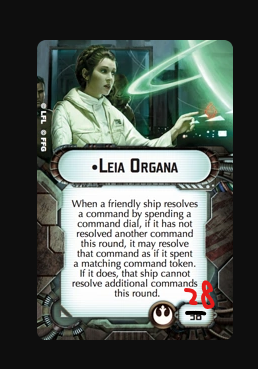 © LFL © FFG
•LEIA ORGANA
When a friendly ship resolves
a command by spending a
command dial, if it has not
resolved another command
this round, it may resolve
that command as if it spent
a matching command token.
If it does, that ship cannot
resolve additional commands
this round.
28